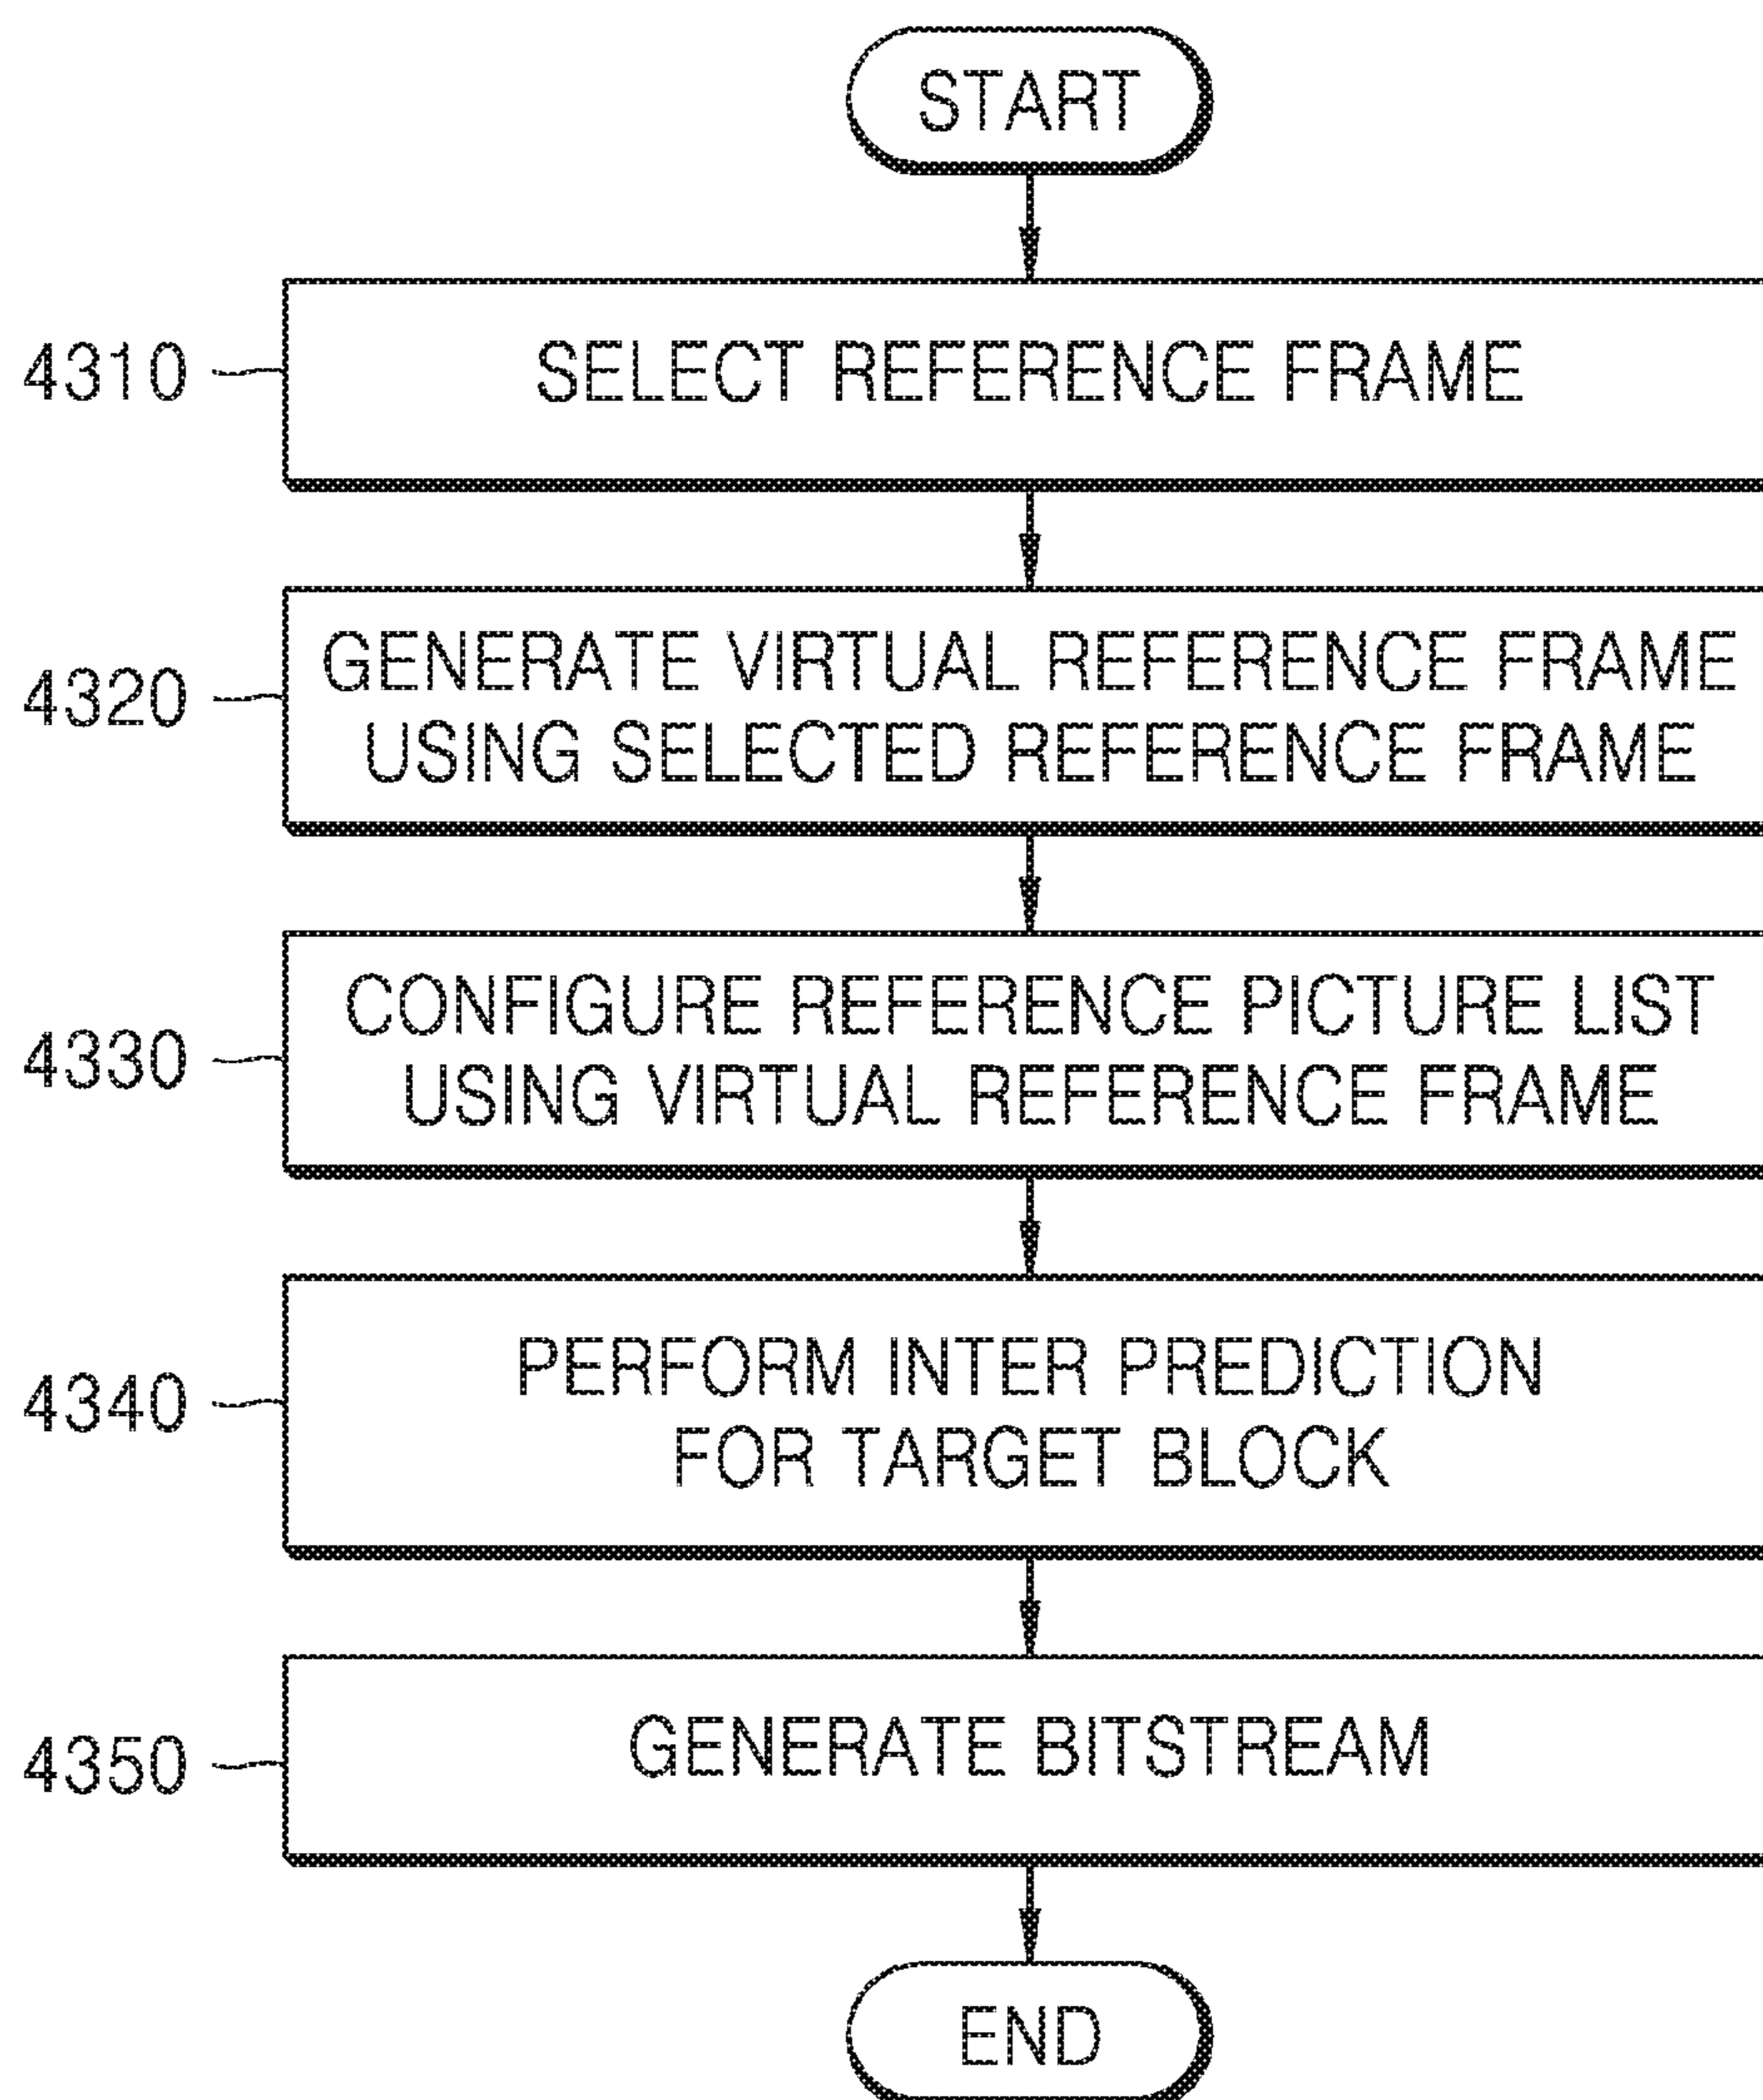 START
4310
SELECT REFERENCE FRAME
4320
GENERATE VIRTUAL REFERENCE FRAME
USING SELECTED REFERENCE FRAME
4330
CONFIGURE REFERENCE PICTURE LIST
USING VIRTUAL REFERENCE FRAME
4340
PERFORM INTER PREDICTION
FOR TARGET BLOCK
4350
GENERATE BITSTREAM
END